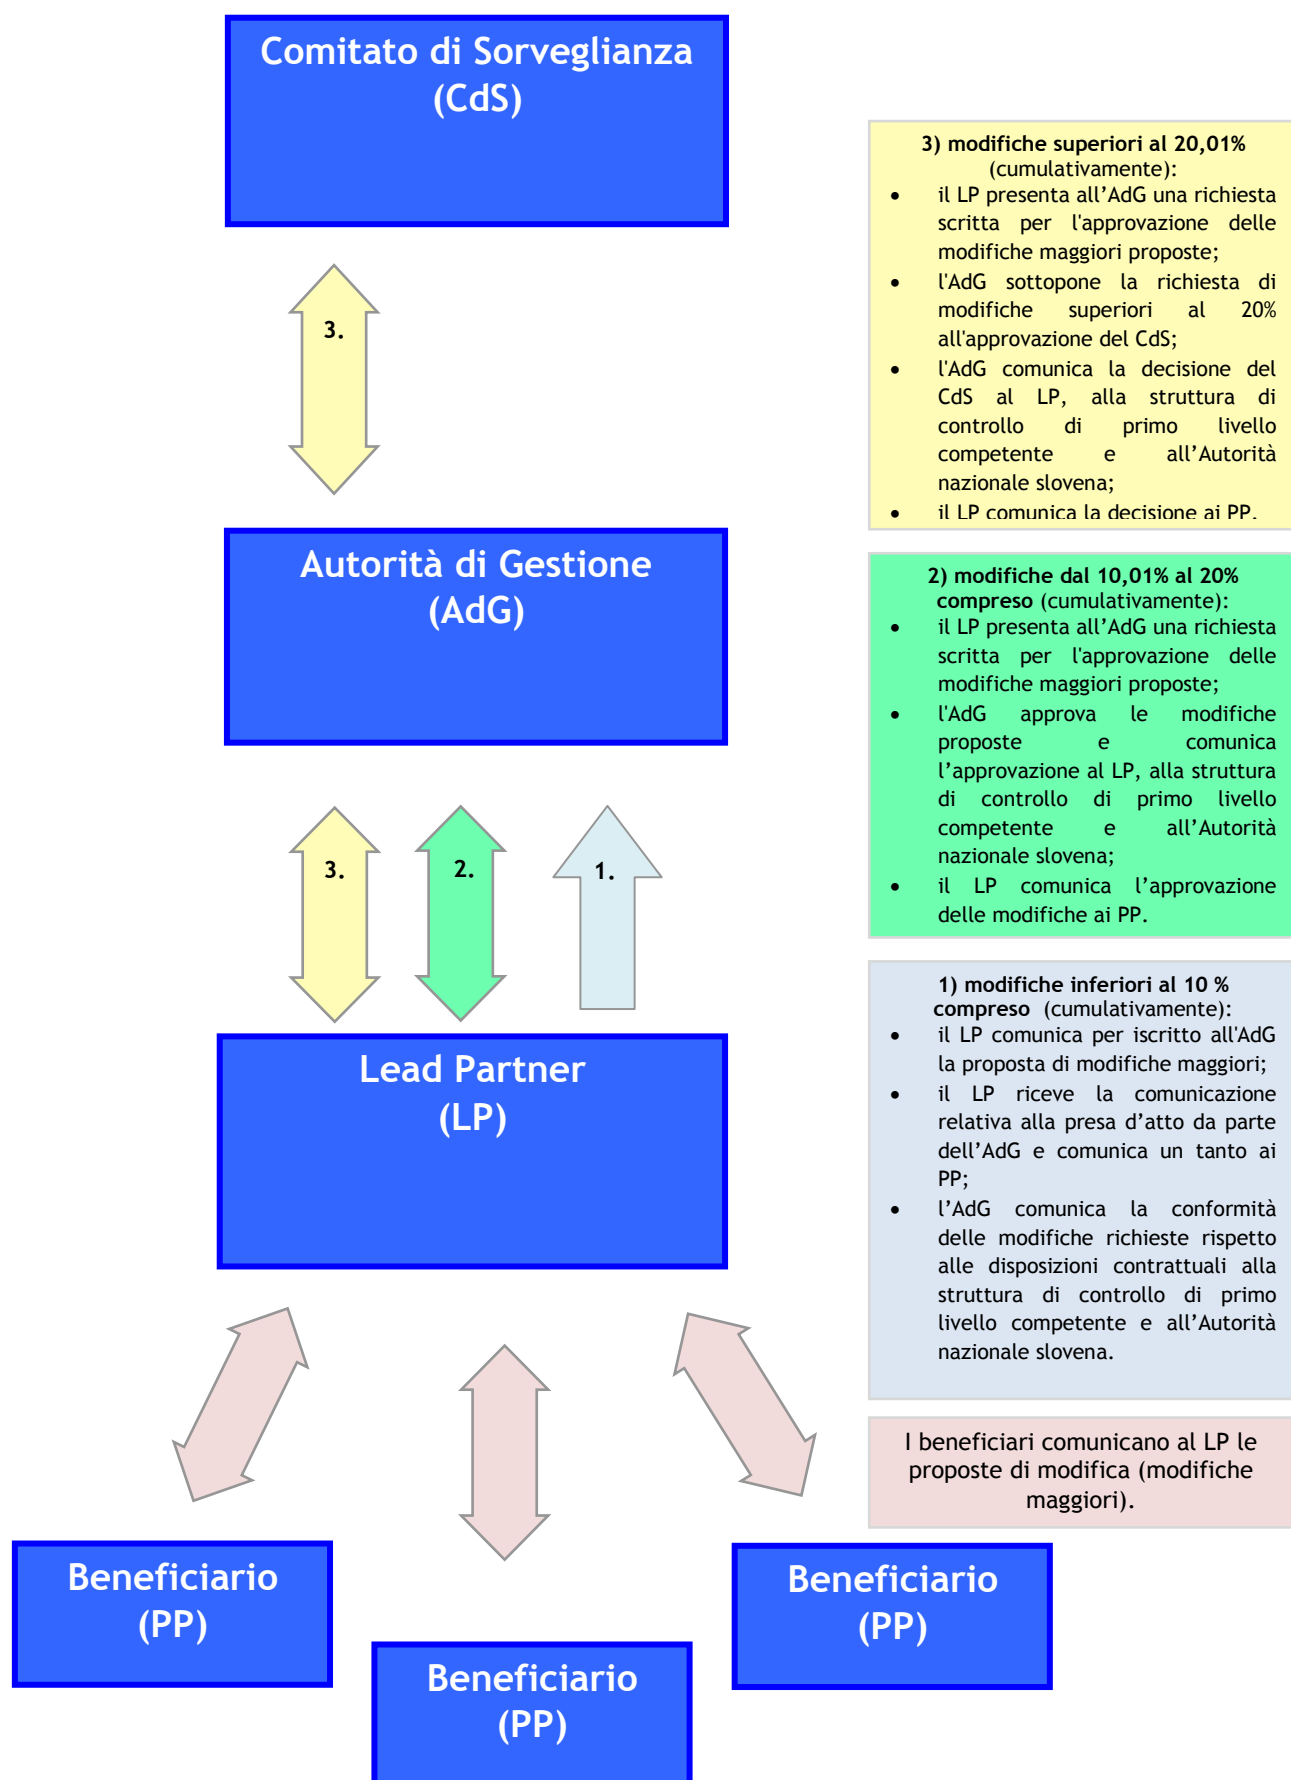 Comitato di Sorveglianza
(CdS)
3.
Autorità di Gestione
(AdG)
3.
2.
1.
Lead Partner
(LP)
Beneficiario
(PP)
Beneficiario
(PP)
Beneficiario
(PP)
3) modifiche superiori al 20,01%
(cumulativamente):
• il LP presenta all’AdG una richiesta
scritta per l'approvazione delle
modifiche maggiori proposte;
• l'AdG sottopone la richiesta di
modifiche superiori al 20%
all'approvazione del CdS;
• l'AdG comunica la decisione del
CdS al LP, alla struttura di
controllo di primo livello
competente e all’Autorità
nazionale slovena;
• il LP comunica la decisione ai PP.
2) modifiche dal 10,01% al 20%
compreso (cumulativamente):
• il LP presenta all’AdG una richiesta
scritta per l'approvazione delle
modifiche maggiori proposte;
• l'AdG approva le modifiche
proposte e comunica
l’approvazione al LP, alla struttura
di controllo di primo livello
competente e all’Autorità
nazionale slovena;
• il LP comunica l’approvazione
delle modifiche ai PP.
1) modifiche inferiori al 10 %
compreso (cumulativamente):
• il LP comunica per iscritto all'AdG
la proposta di modifiche maggiori;
• il LP riceve la comunicazione
relativa alla presa d’atto da parte
dell’AdG e comunica un tanto ai
PP;
• l’AdG comunica la conformità
delle modifiche richieste rispetto
alle disposizioni contrattuali alla
struttura di controllo di primo
livello competente e all’Autorità
nazionale slovena.
I beneficiari comunicano al LP le
proposte di modifica (modifiche
maggiori).